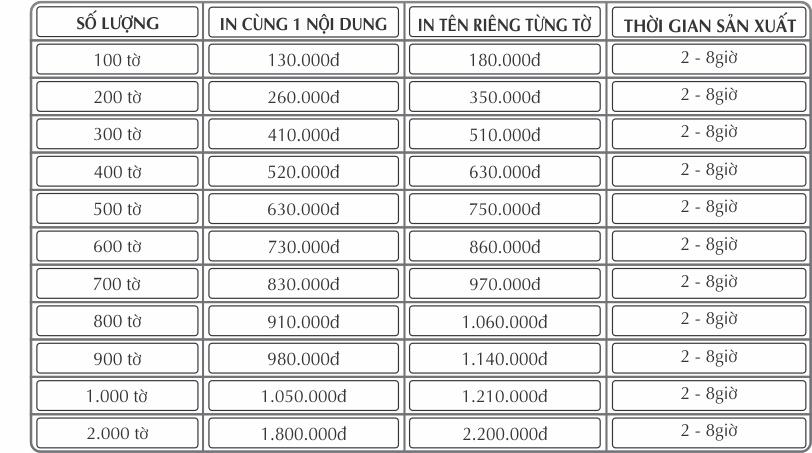 SỐ LƯỢNG IN CÙNG 1 NỘI DUNG IN TÊN RIÊNG TỪNG TỜ THỜI GIAN SẢN XUẤT
100 tờ 130.000đ 180.000đ 2 - 8giờ
200 tờ 260.000đ 350.000đ 2 - 8giờ
300 tờ 410.000đ 510.000đ 2 - 8giờ
400 tờ 520.000đ 630.000đ 2 - 8giờ
500 tờ 630.000đ 750.000đ 2 - 8giờ
600 tờ 730.000đ 860.000đ 2 - 8giờ
700 tờ 830.000đ 970.000đ 2 - 8giờ
800 tờ 910.000đ 1.060.000đ 2 - 8giờ
900 tờ 980.000đ 1.140.000đ 2 - 8giờ
1.000 tờ 1.050.000đ 1.210.000đ 2 - 8giờ
2.000 tờ 1.800.000đ 2.200.000đ 2 - 8giờ